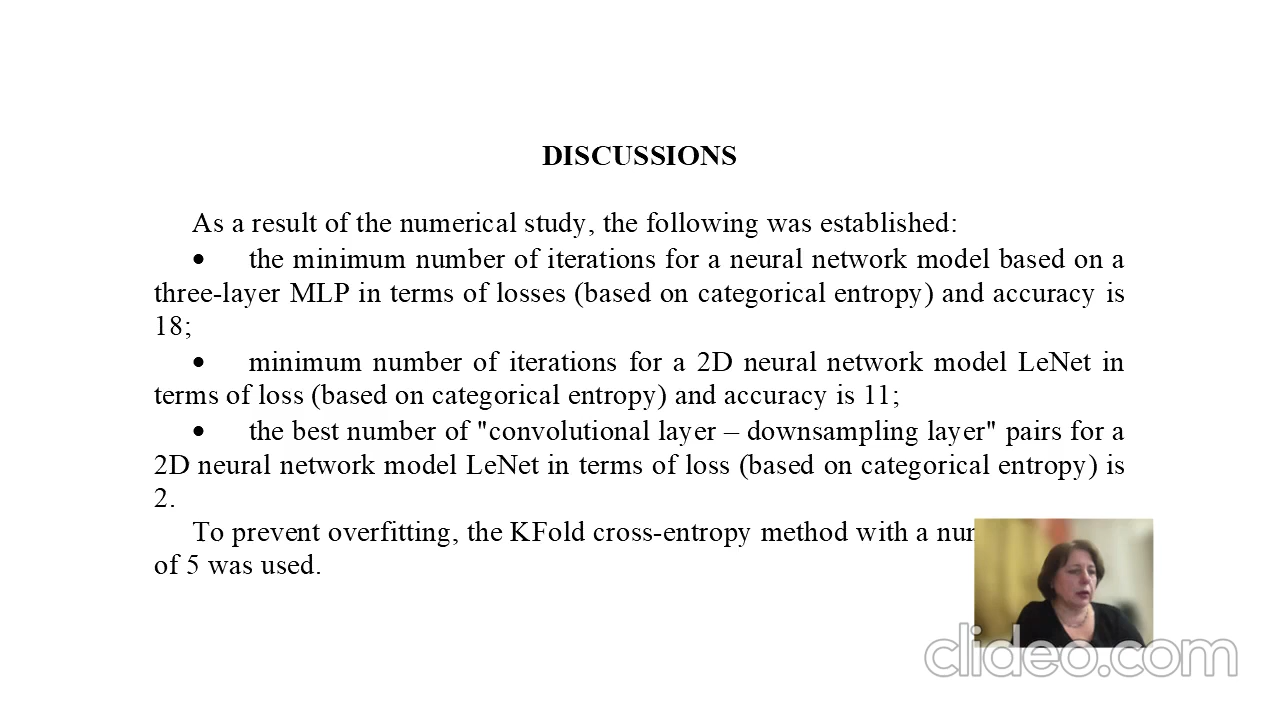 DISCUSSIONS
As a result of the numerical study, the following was established:
• the minimum number of iterations for a neural network model based on a
three-layer MLP in terms of losses (based on categorical entropy) and accuracy is
18;
• minimum number of iterations for a 2D neural network model LeNet in
terms of loss (based on categorical entropy) and accuracy is 11;
• the best number of "convolutional layer – downsampling layer" pairs for a
2D neural network model LeNet in terms of loss (based on categorical entropy) is
2.
To prevent overfitting, the KFold cross-entropy method with a
of 5 was used.
clideo.com